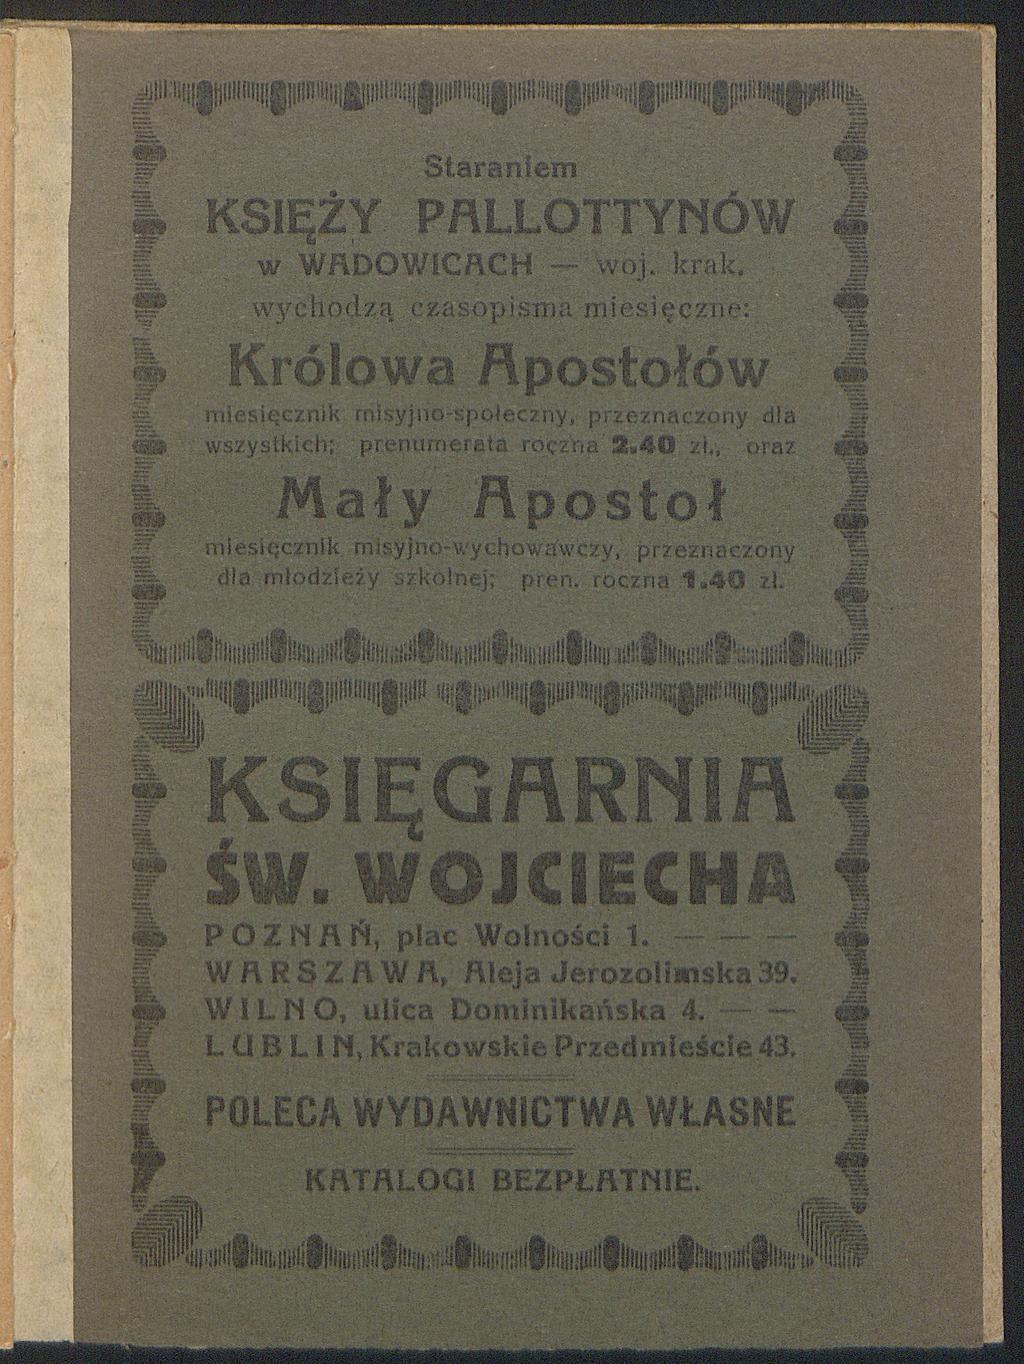 Staraniem
KSIĘŻY PALLOTTYNÓW
w WADOWICACH — woj. krak.
wychodzą czasopisma miesięczne:
Królowa Apostołów
miesięcznik misyjno-społeczny, przeznaczony dla
wszystkich; prenumerata roczna 2.40 zł., oraz
Mały Apostoł
miesięcznik misyjno-wychowawczy, przeznaczony
dla młodzieży szkolnej; pren. roczna 1.40 zł.
KSIĘGARNIA
ŚW. WOJCIECHA
POZNAŃ, plac Wolności 1. — — —
WARSZAWA, Aleja Jerozolimska 39.
WILNO, ulica Dominikańska 4. — —
LUBLIN, Krakowskie Przedmieście 43.
POLECA WYDAWNICTWA WŁASNE
KATALOGI BEZPŁATNIE.